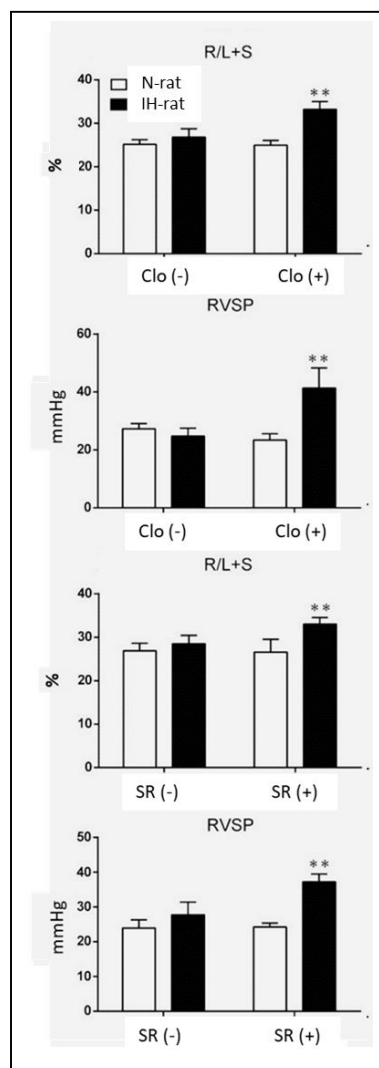 R/L+S
N-rat
IH-rat
**
%
40
30
20
10
0
Clo (-) Clo (+)
RVSP
**
mmHg
60
40
20
0
Clo (-) Clo (+)
R/L+S
**
%
40
30
20
10
0
SR (-) SR (+)
RVSP
**
mmHg
50
40
30
20
10
0
SR (-) SR (+)